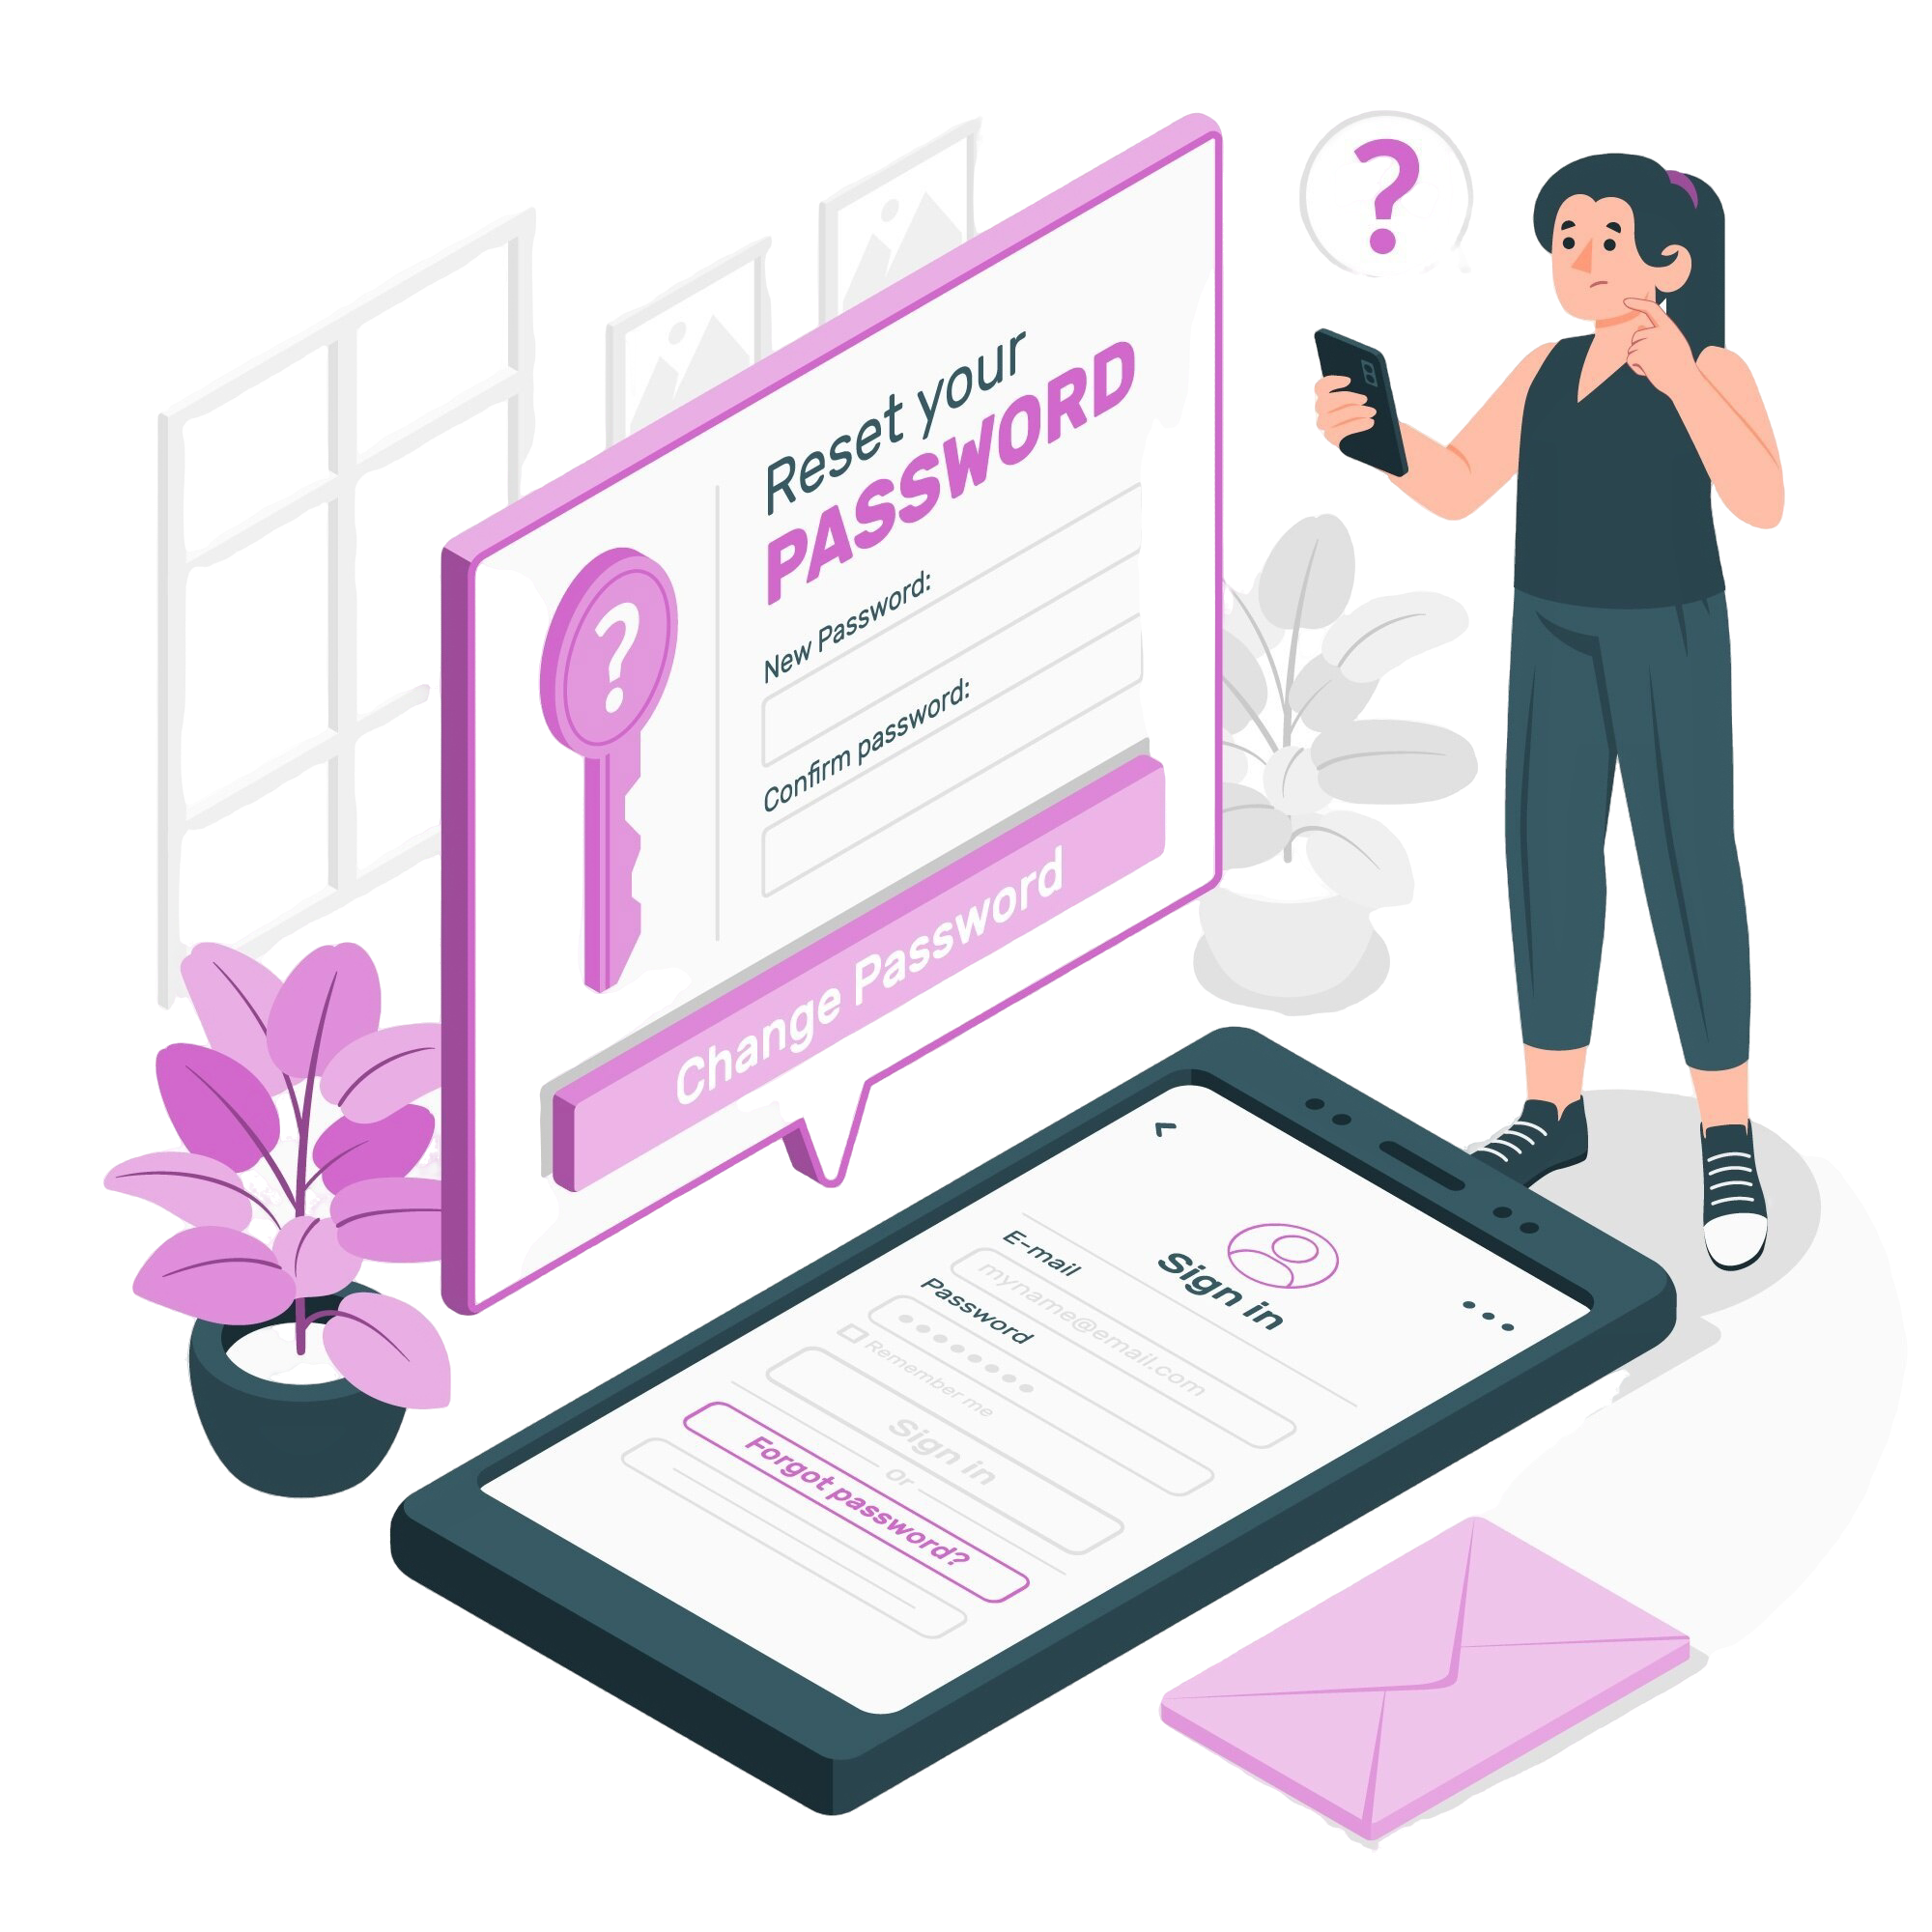 ?
Reset your
PASSWORD
?
New Password:
Confirm password:
Change Password
<
Sign in
E-mail
myname@email.com
Password
Remember me
Sign in
Or
Forgot password?